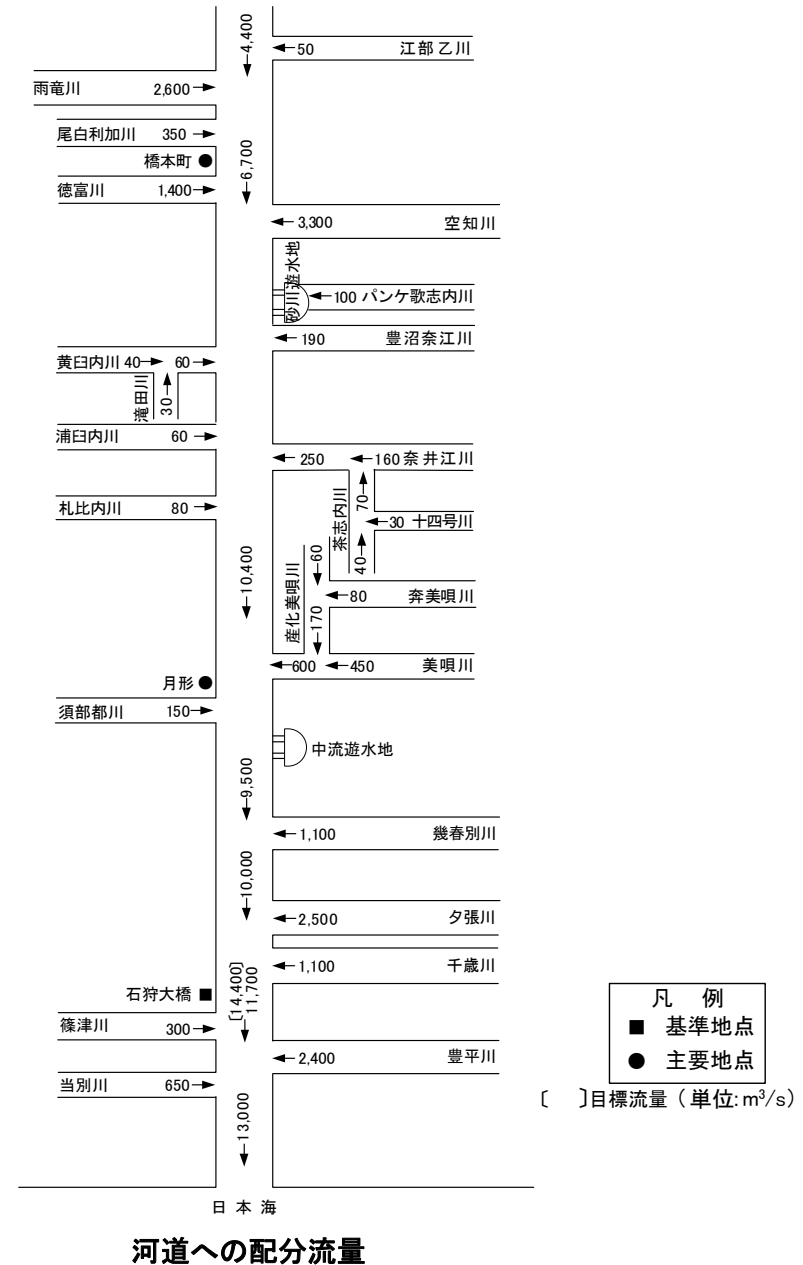 4,400
50 江部乙川
雨竜川 2,600
尾白利加川 350
橋本町
6,700
徳富川 1,400
3,300 空知川
砂川遊水地
100 パンケ歌志内川
190 豊沼奈江川
黄臼内川 40 60
滝田川
30
浦臼内川 60
250 160 奈井江川
札比内川 80
茶志内川
70
30 十四号川
40
10,400
産化美唄川
60
80 奔美唄川
170
600 450 美唄川
月形
須部都川 150
中流遊水地
9,500
1,100 幾春別川
10,000
2,500 夕張川
1,100 千歳川
石狩大橋
〔14,400〕
11,700
篠津川 300
2,400 豊平川
当別川 650
13,000
日本海
凡 例
■ 基準地点
● 主要地点
〔 〕目標流量(単位:m³/s)
河道への配分流量